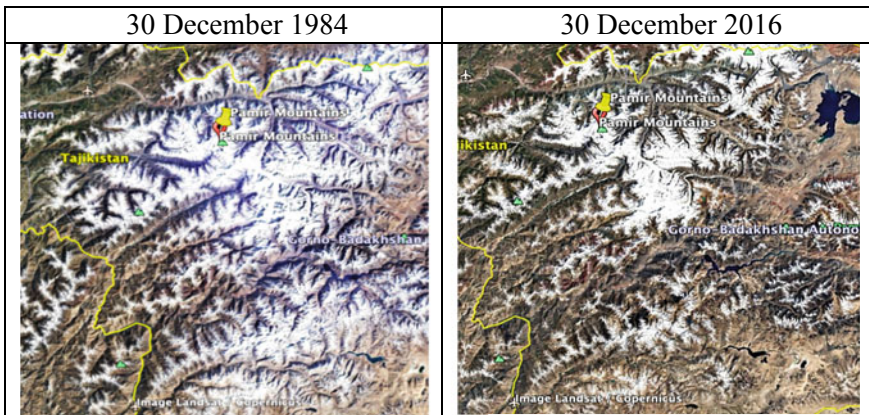 30 December 1984
30 December 2016
Pamir Mountains
Pamir Mountains
ation
Tajikistan
Gorno-Badakhshan
Image Landsat / Copernicus
Pamir Mountains
Pamir Mountains
jikistan
Gorno-Badakhshan Autono
Image Landsat / Copernicus